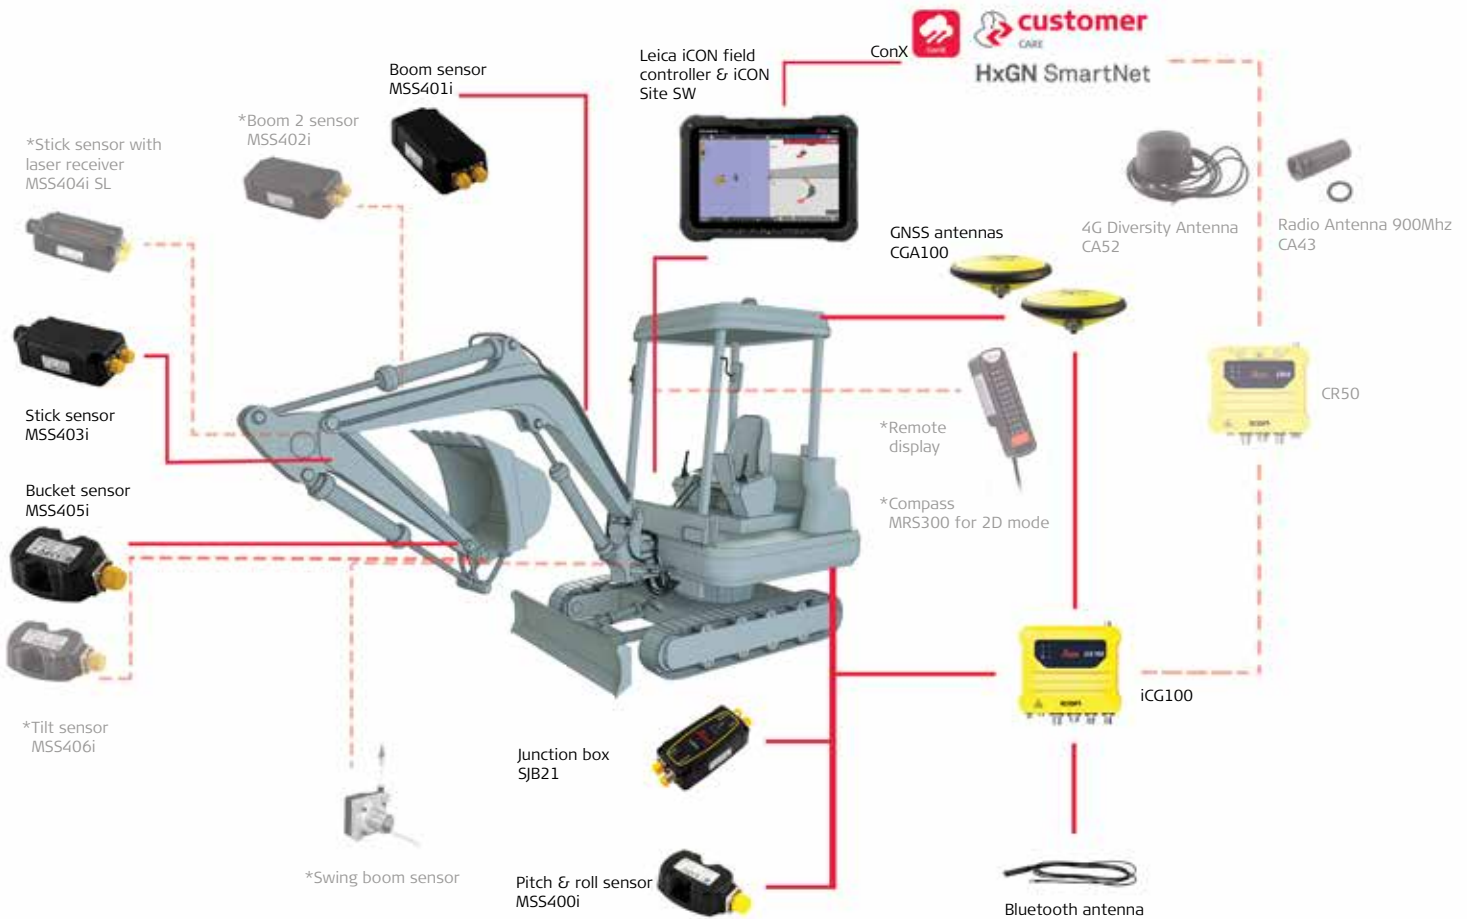 customer
CARE
HxGN SmartNet
ConX
Leica iCON field
controller & iCON
Site SW
Boom sensor
MSS401i
*Boom 2 sensor
MSS402i
*Stick sensor with
laser receiver
MSS404i SL
GNSS antennas
CGA100
4G Diversity Antenna
CA52
Radio Antenna 900Mhz
CA43
CR50
Stick sensor
MSS403i
*Remote
display
*Compass
MRS300 for 2D mode
Bucket sensor
MSS405i
*Tilt sensor
MSS406i
iCG100
Junction box
SJB21
*Swing boom sensor
Pitch & roll sensor
MSS400i
Bluetooth antenna